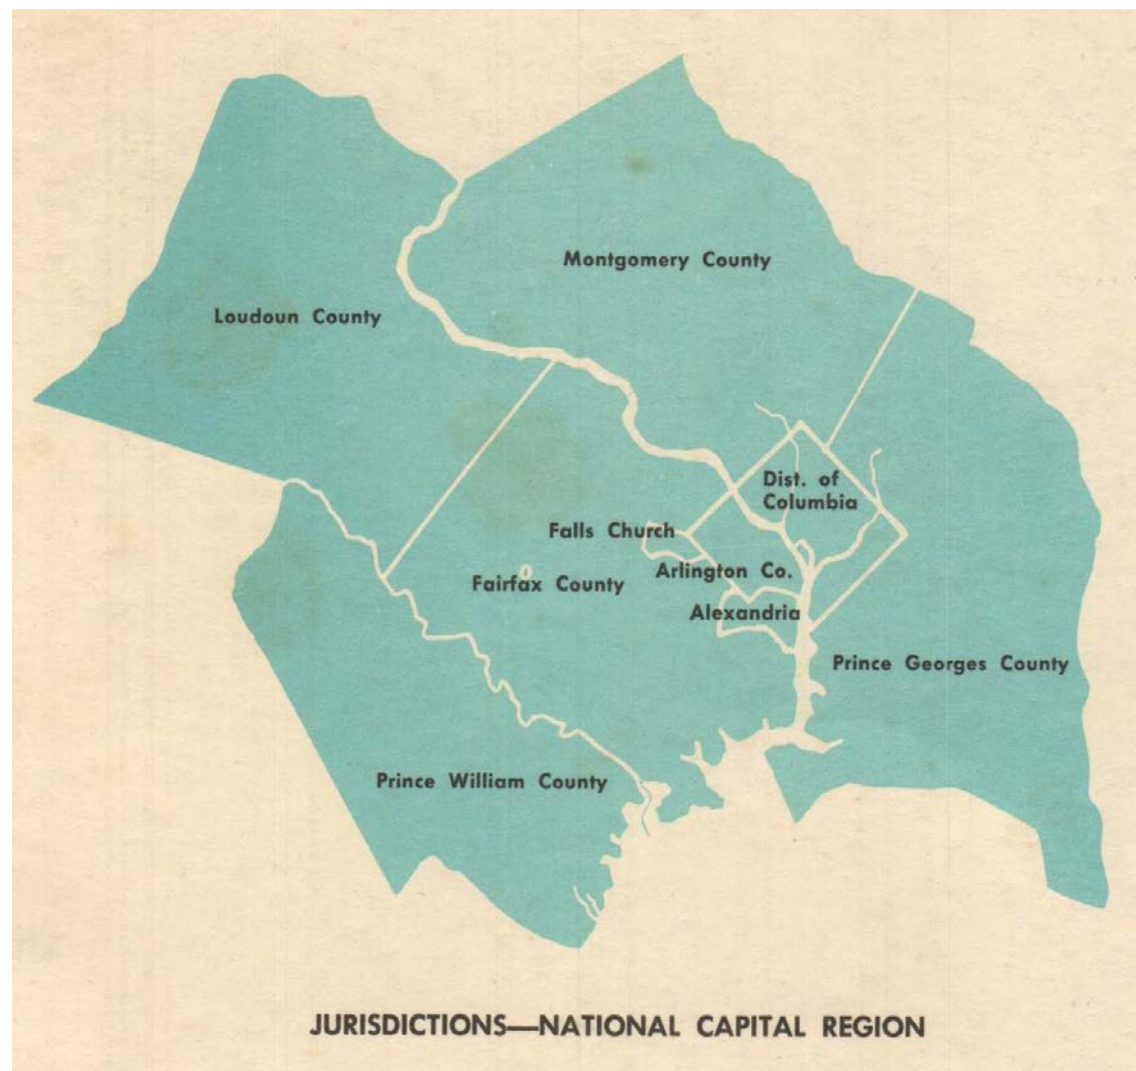 Montgomery County
Loudoun County
Dist. of
Columbia
Falls Church
Arlington Co.
Fairfax County
Alexandria
Prince Georges County
Prince William County
JURISDICTIONS—NATIONAL CAPITAL REGION